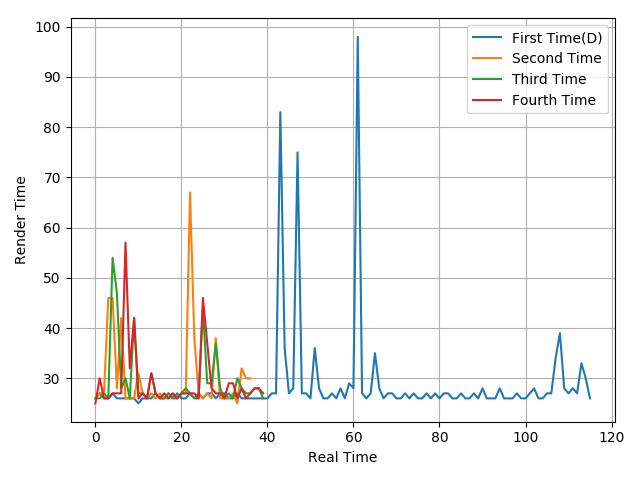 100
90
80
70
60
50
40
30
Render Time
First Time(D)
Second Time
Third Time
Fourth Time
0
20
40
60
80
100
120
Real Time